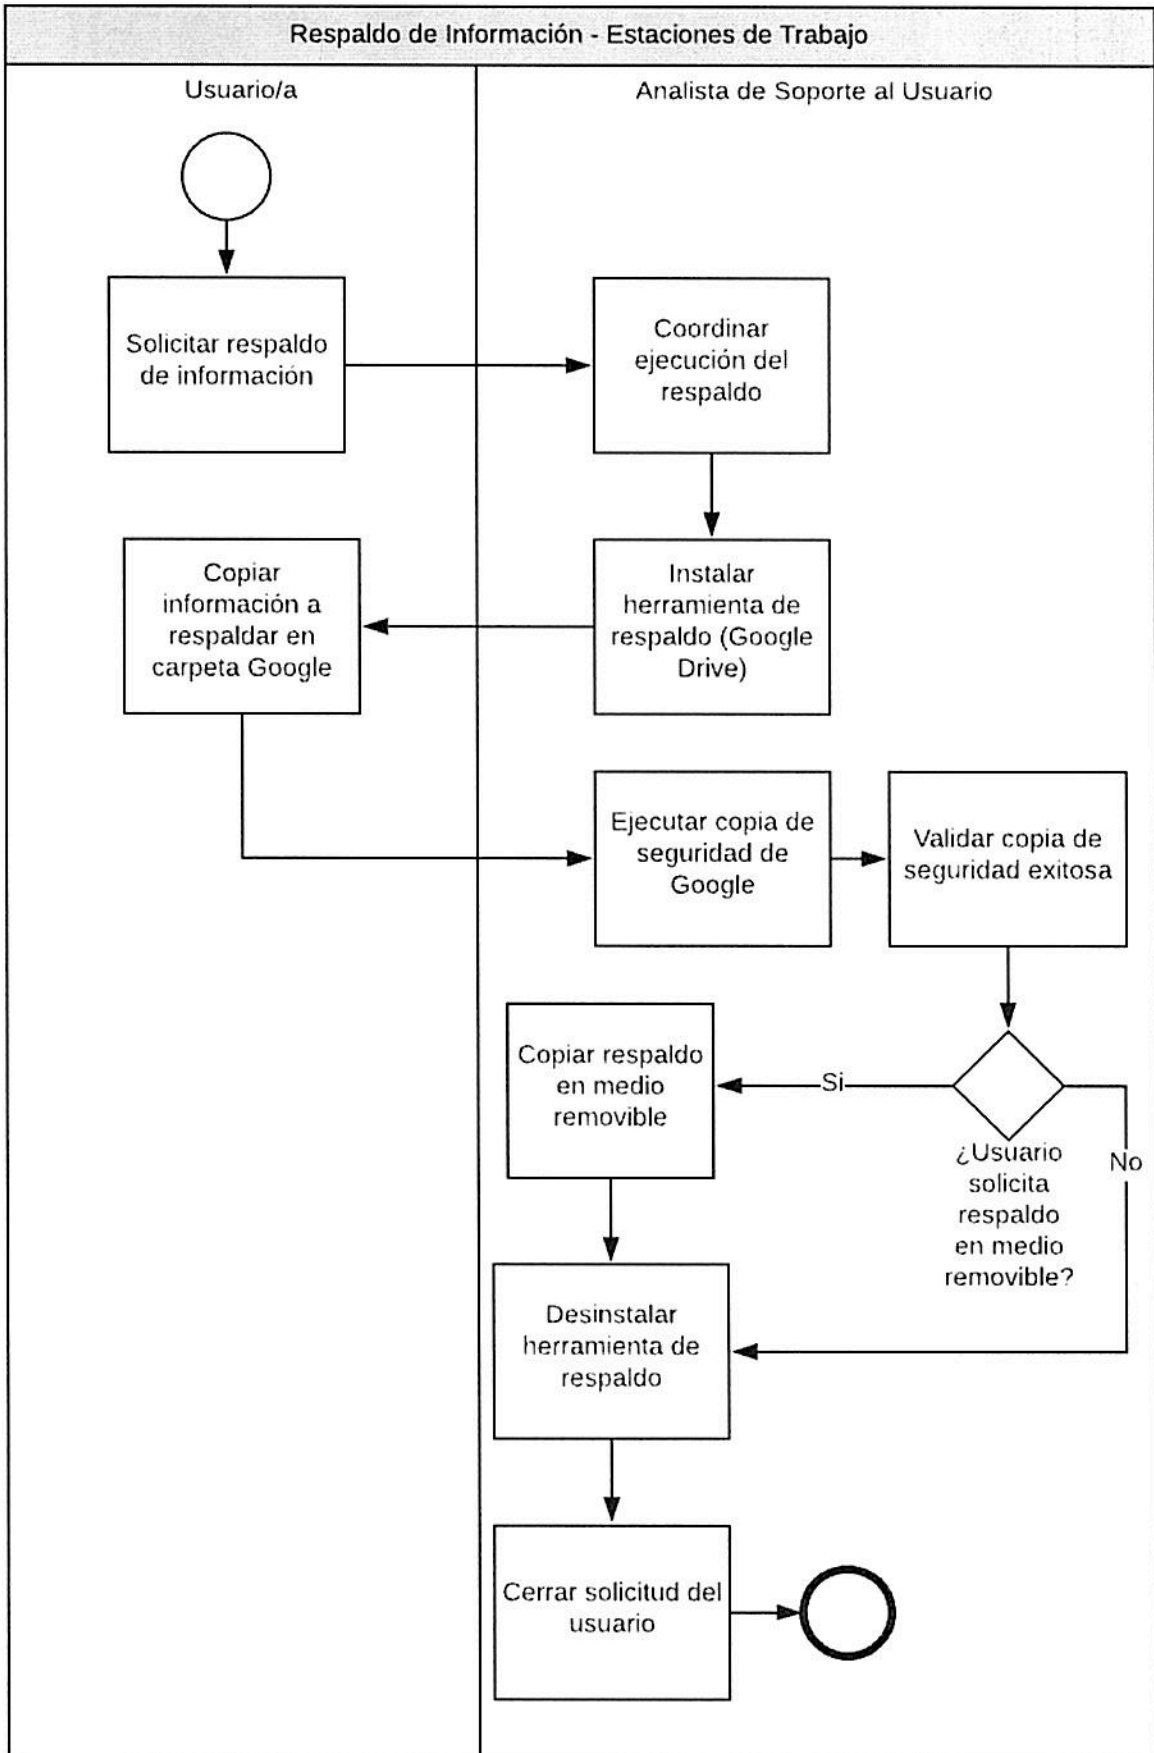 Respaldo de Información - Estaciones de Trabajo
Usuario/a
Analista de Soporte al Usuario
Solicitar respaldo
de información
Coordinar
ejecución del
respaldo
Copiar
información a
respaldar en
carpeta Google
Instalar
herramienta de
respaldo (Google
Drive)
Ejecutar copia de
seguridad de
Google
Validar copia de
seguridad exitosa
Copiar respaldo
en medio
removible
Si
¿Usuario
solicita
respaldo
en medio
removible?
No
Desinstalar
herramienta de
respaldo
Cerrar solicitud del
usuario